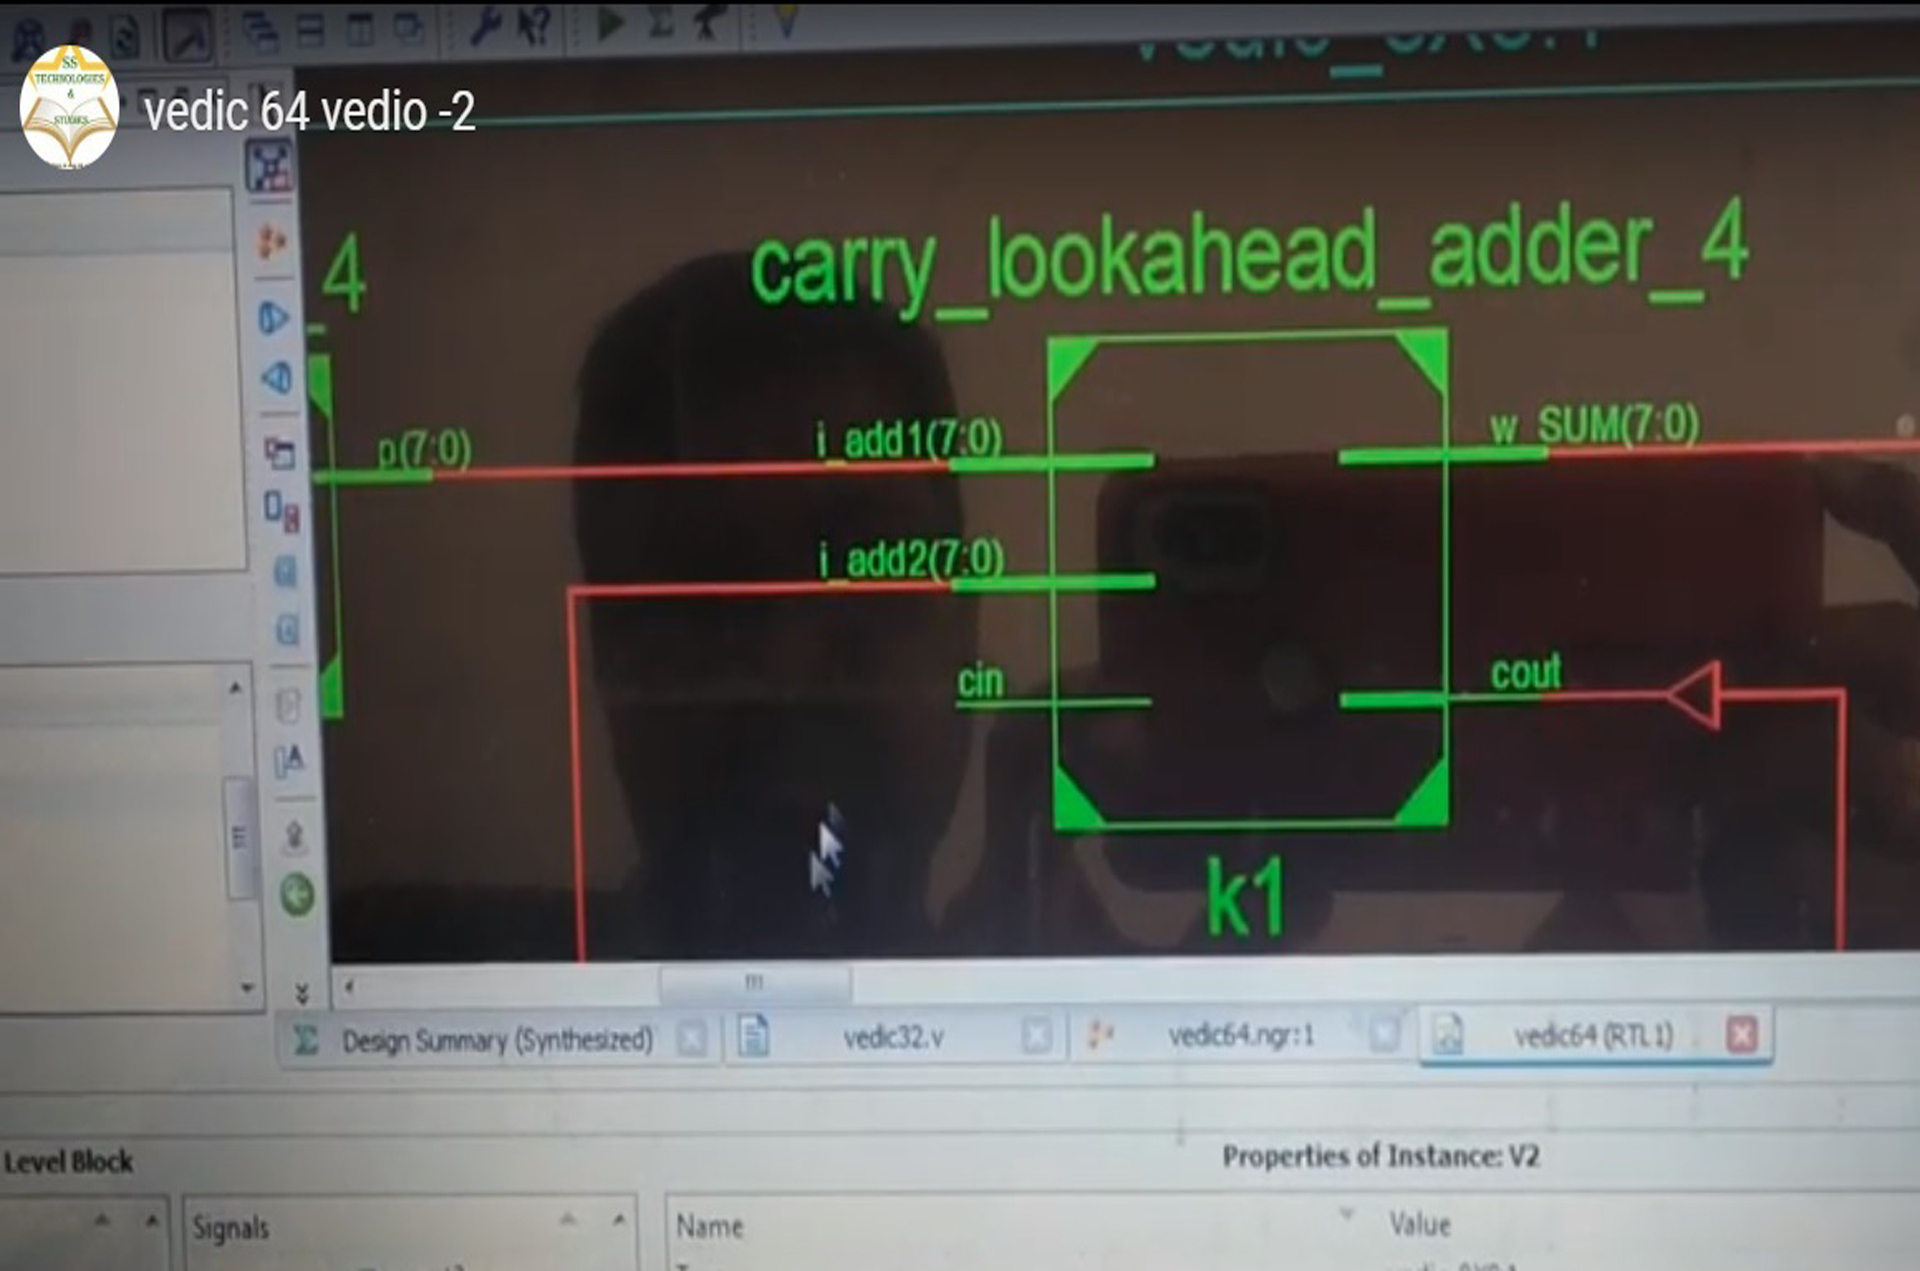 SS
TECHNOLOGIES
&
STUDIES
vedic 64 vedio -2
_4
carry_lookahead_adder_4
p(7:0)
i_add1(7:0)
w_SUM(7:0)
i_add2(7:0)
cin
cout
k1
Design Summary (Synthesized)
vedic32.v
vedic64.ngr:1
vedic64 (RTL1)
Level Block
Properties of Instance: V2
Signals
Name
Value